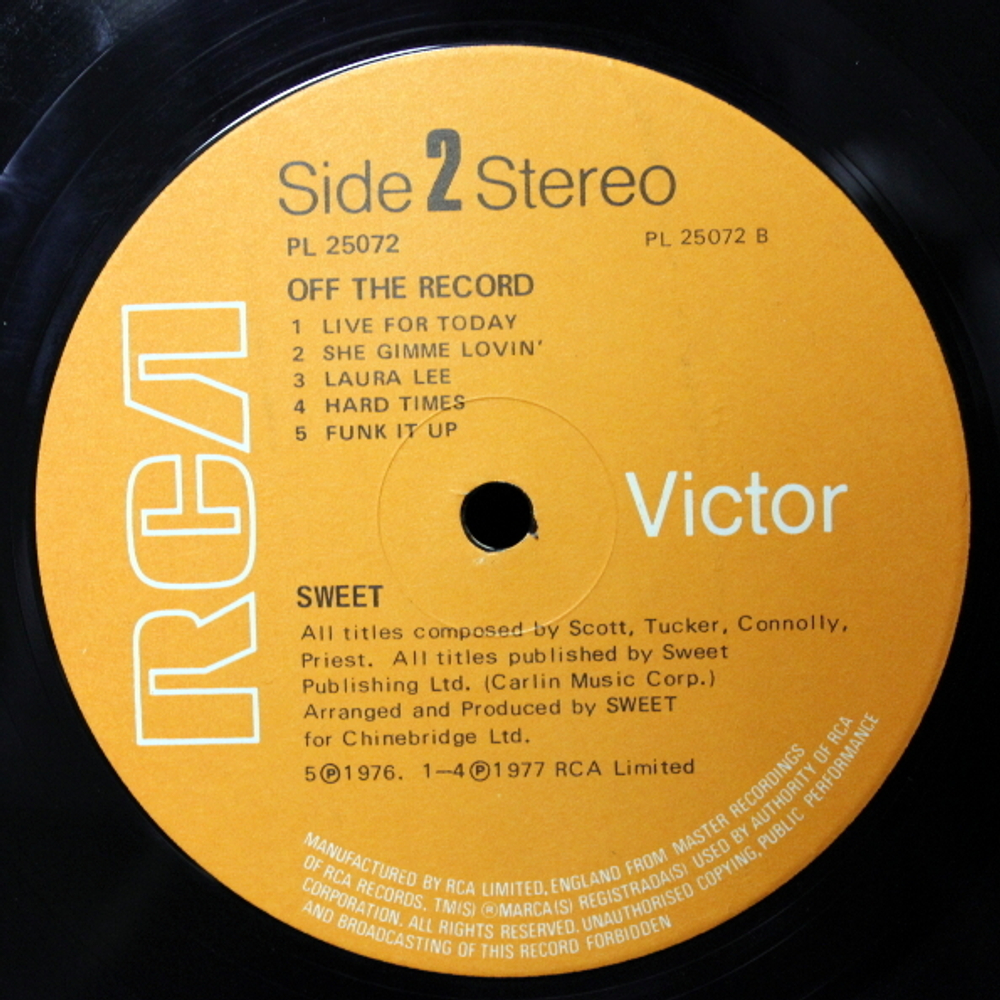 Side 2 Stereo
PL 25072
PL 25072 B
OFF THE RECORD
1 LIVE FOR TODAY
2 SHE GIMME LOVIN'
3 LAURA LEE
4 HARD TIMES
5 FUNK IT UP
RCA
Victor
SWEET
All titles composed by Scott, Tucker, Connolly,
Priest. All titles published by Sweet
Publishing Ltd. (Carlin Music Corp.)
Arranged and Produced by SWEET
for Chinebridge Ltd.
5℗1976. 1—4℗1977 RCA Limited
MANUFACTURED BY RCA LIMITED, ENGLAND FROM MASTER RECORDINGS
OF RCA RECORDS. TM(S) ®MARCA(S) REGISTRADA(S) USED BY AUTHORITY OF RCA
CORPORATION. ALL RIGHTS RESERVED. UNAUTHORISED COPYING, PUBLIC PERFORMANCE
AND BROADCASTING OF THIS RECORD FORBIDDEN